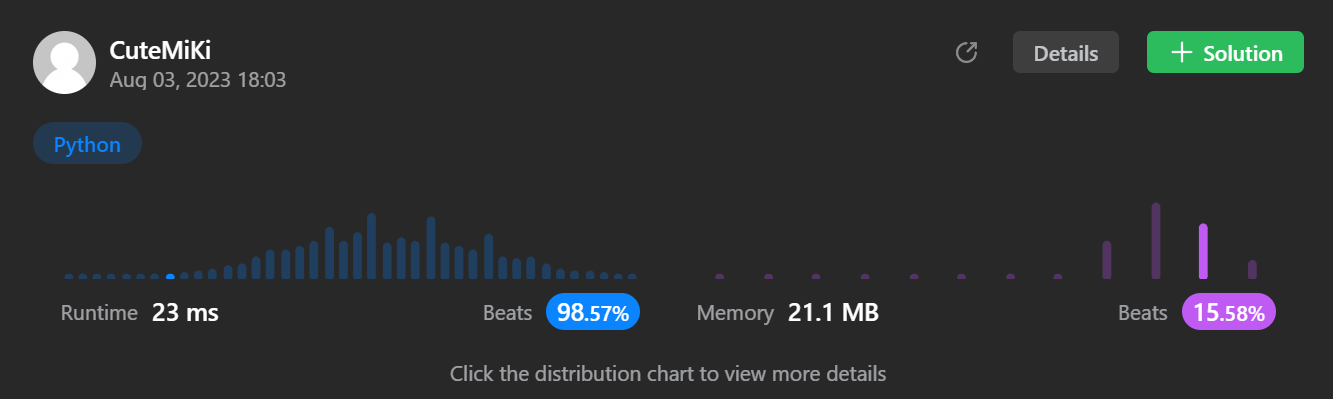 CuteMiKi
Details
Solution
Aug 03, 2023 18:03
Python
Runtime 23 ms Beats 98.57% Memory 21.1 MB Beats 15.58%
Click the distribution chart to view more details